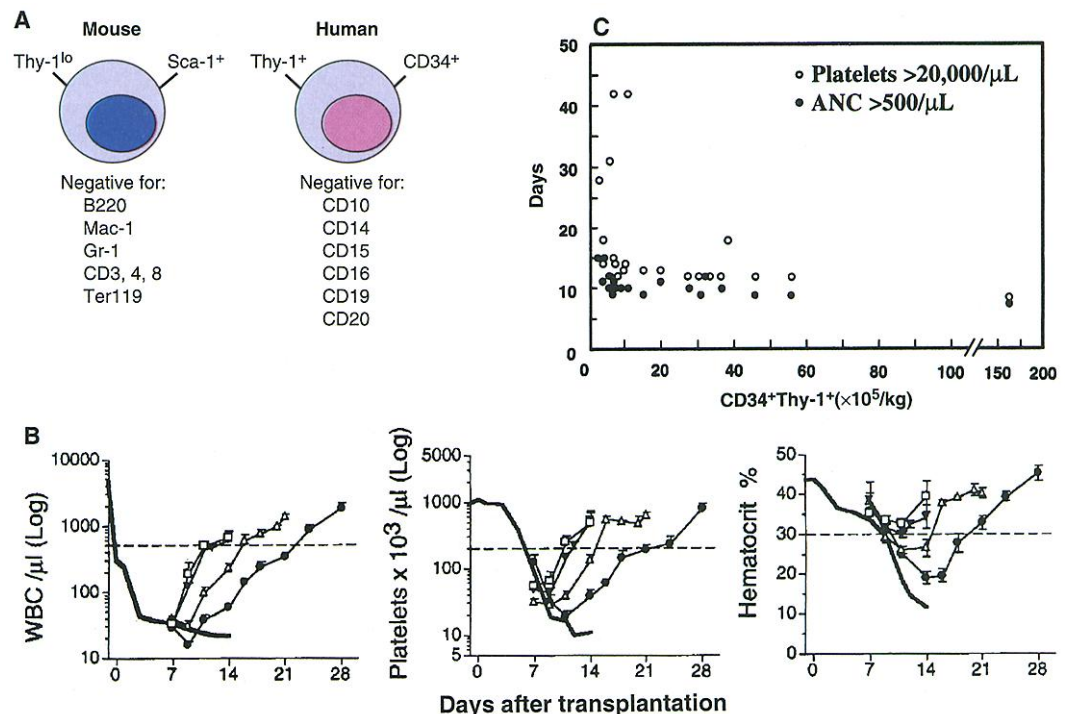 A
Mouse
Human
Thy-1lo
Sca-1+
Thy-1+
CD34+
Negative for:
B220
Mac-1
Gr-1
CD3, 4, 8
Ter119
Negative for:
CD10
CD14
CD15
CD16
CD19
CD20
C
50
40
30
20
10
0
Days
Platelets >20,000/μL
ANC >500/μL
0 20 40 60 80 100 150 200
CD34+Thy-1+(×10⁵/kg)
B
WBC /μl (Log)
10000
1000
100
10
0 7 14 21 28
Platelets x 10³ /μl (Log)
5000
1000
100
10
5
0 7 14 21 28
Hematocrit %
50
40
30
20
10
0
0 7 14 21 28
Days after transplantation